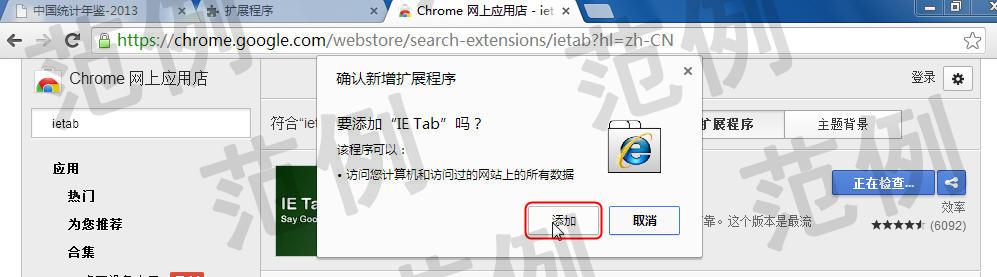 中国统计年鉴-2013
扩展程序
Chrome 网上应用店 - iet
https://chrome.google.com/webstore/search-extensions/ietab?hl=zh-CN
Chrome 网上应用店
登录
ietab
符合“iet
扩展程序
主题背景
确认新增扩展程序
要添加“IE Tab”吗？
该程序可以：
• 访问您计算机和访问过的网站上的所有数据
添加
取消
应用
热门
为您推荐
合集
IE Ta
Say Goo
正在检查...
效率
(6092)
靠。这个版本是最流
范例
范例
范例
范例
范例